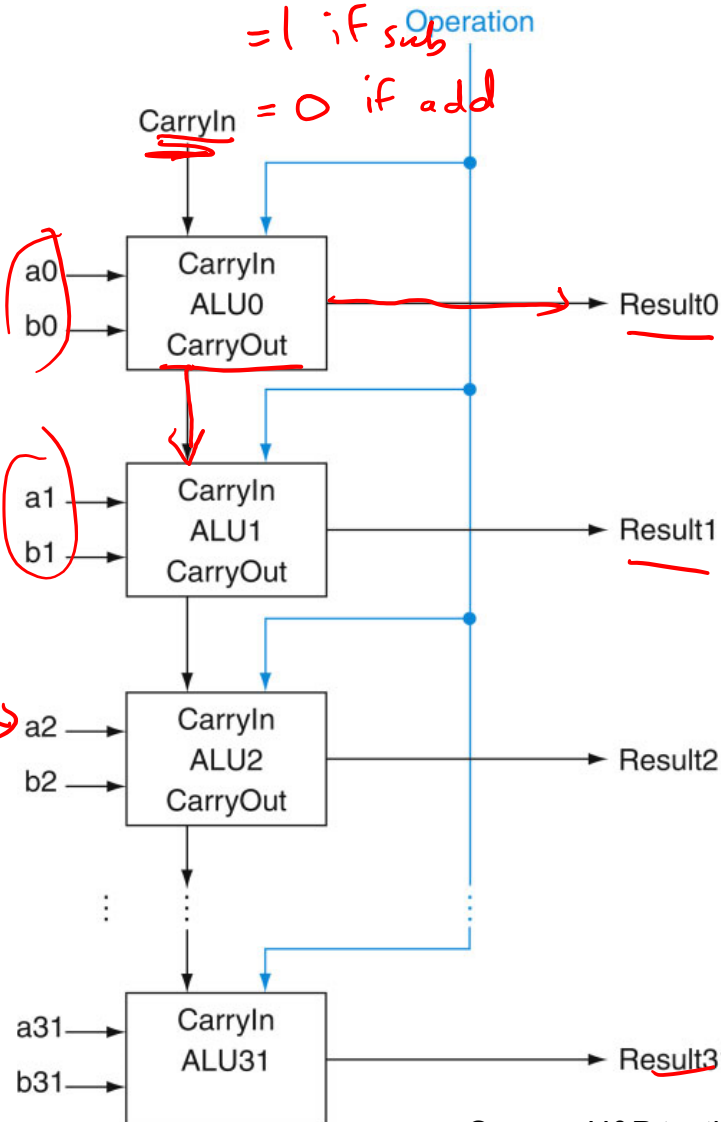 = 1 if sub Operation
CarryIn = 0 if add
a0 CarryIn
ALU0 Result0
b0 CarryOut
a1 CarryIn
ALU1 Result1
b1 CarryOut
a2 CarryIn
ALU2 Result2
b2 CarryOut
⋮ ⋮ ⋮
a31 CarryIn
ALU31 Result3
b31